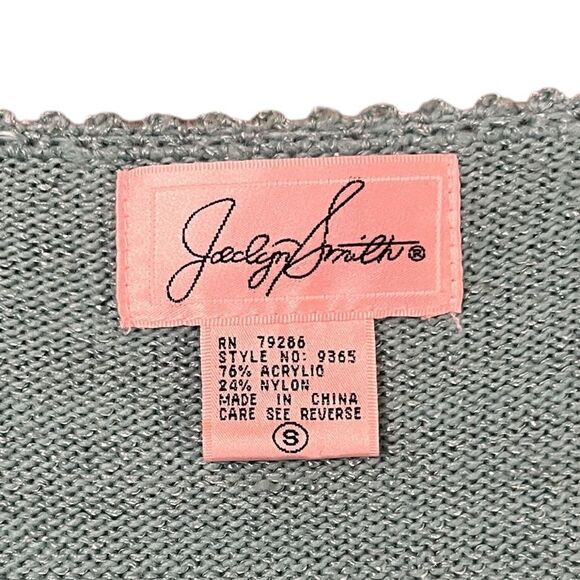 Jaclyn Smith®
RN 79286
STYLE NO: 9365
76% ACRYLIC
24% NYLON
MADE IN CHINA
CARE SEE REVERSE
S